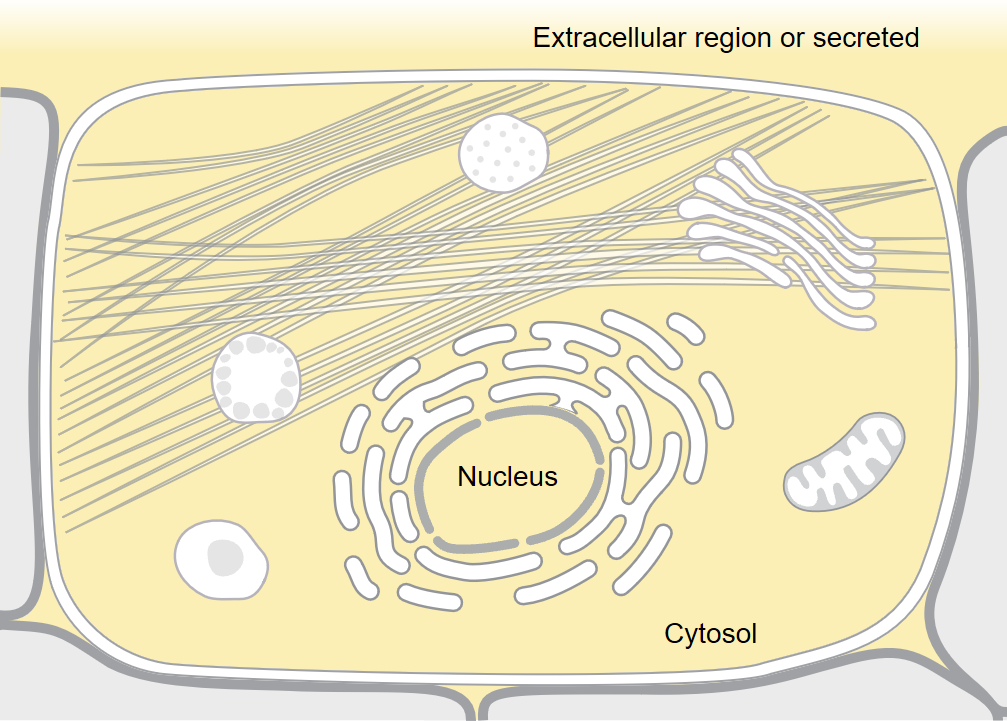 Extracellular region or secreted
Nucleus
Cytosol